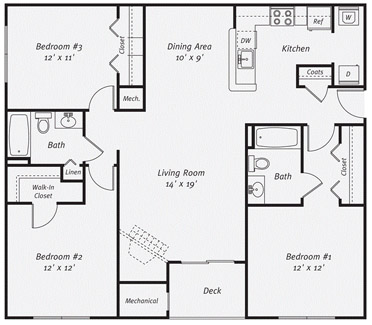 Bedroom #3
12' x 11'
Closet
Mech.
Dining Area
10' x 9'
DW
Ref
W
Kitchen
Coats
D
Bath
Linen
Walk-In
Closet
Living Room
14' x 19'
Bath
Closet
Bedroom #2
12' x 12'
Mechanical
Deck
Bedroom #1
12' x 12'